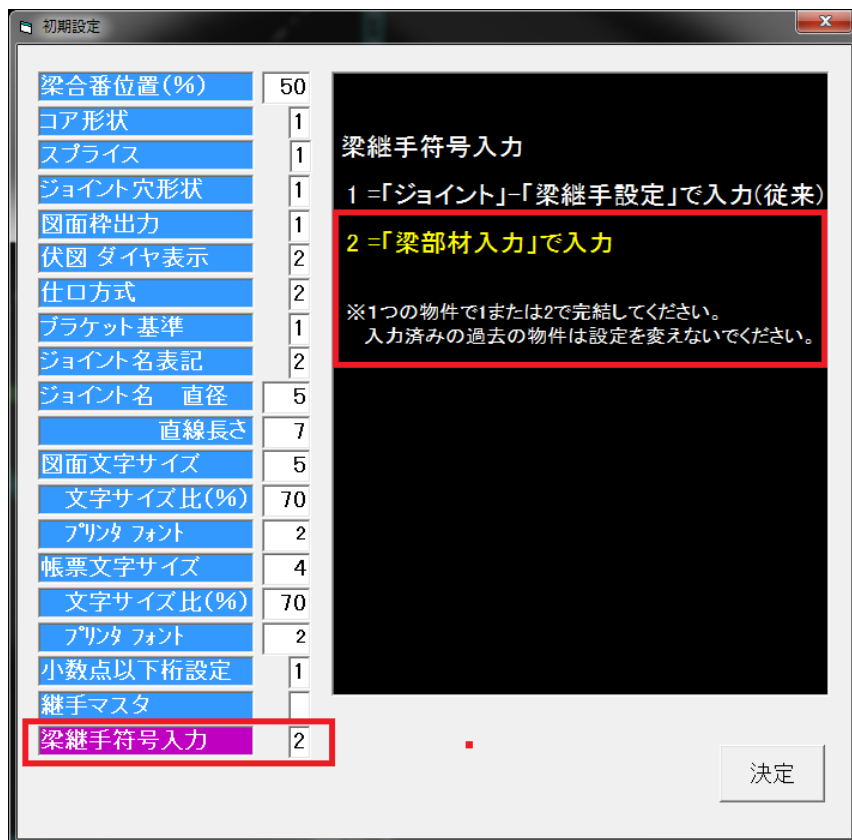 初期設定
梁合番位置(%) 50
コア形状 1
スプライス 1
ジョイント穴形状 1
図面枠出力 1
伏図 ダイヤ表示 2
仕口方式 2
ブラケット基準 1
ジョイント名表記 2
ジョイント名 直径 5
直線長さ 7
図面文字サイズ 5
文字サイズ比(%) 70
プリンタ フォント 2
帳票文字サイズ 4
文字サイズ比(%) 70
プリンタ フォント 2
小数点以下桁設定 1
継手マスタ
梁継手符号入力 2
梁継手符号入力
1 =「ジョイント」-「梁継手設定」で入力(従来)
2 =「梁部材入力」で入力
※1つの物件で1または2で完結してください。
入力済みの過去の物件は設定を変えないでください。
決定